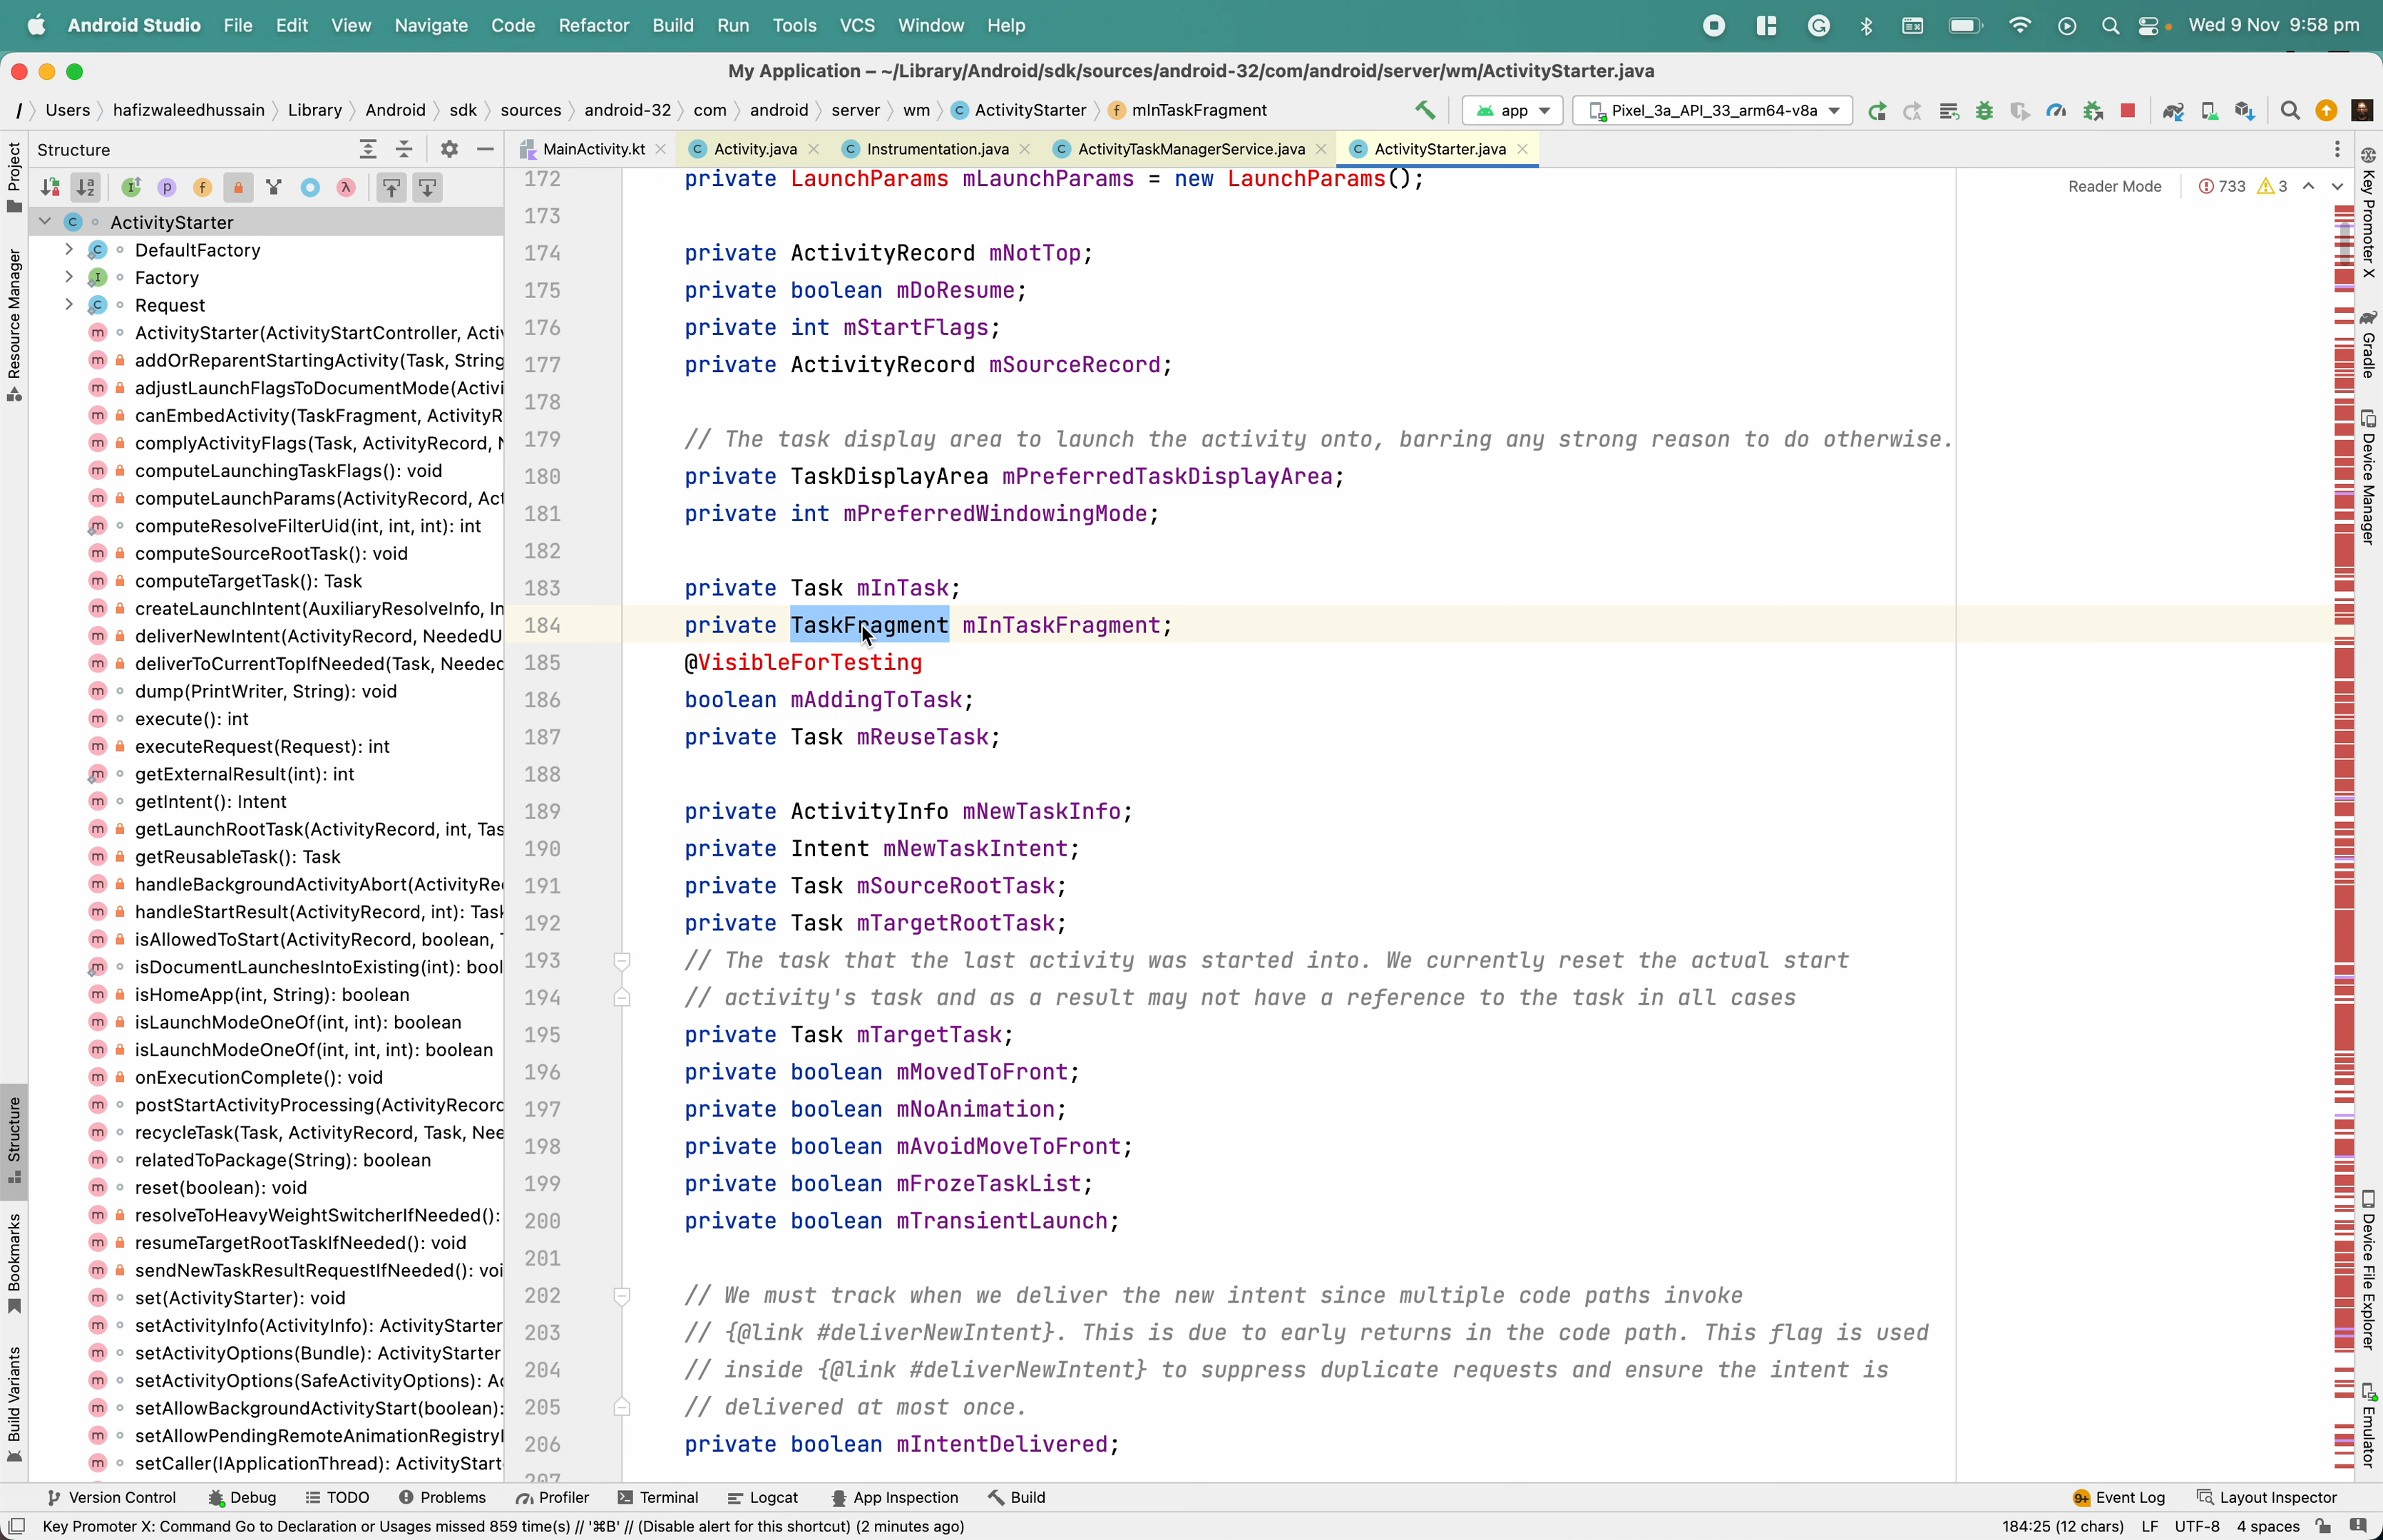 Android Studio File Edit View Navigate Code Refactor Build Run Tools VCS Window Help Wed 9 Nov 9:58 pm
My Application – ~/Library/Android/sdk/sources/android-32/com/android/server/wm/ActivityStarter.java
/ Users hafizwaleedhussain Library Android sdk sources android-32 com android server wm ActivityStarter mInTaskFragment app Pixel_3a_API_33_arm64-v8a
Structure
MainActivity.kt Activity.java Instrumentation.java ActivityTaskManagerService.java ActivityStarter.java
Reader Mode 733 3
ActivityStarter
DefaultFactory
Factory
Request
ActivityStarter(ActivityStartController, Activ
addOrReparentStartingActivity(Task, String
adjustLaunchFlagsToDocumentMode(Activi
canEmbedActivity(TaskFragment, ActivityR
complyActivityFlags(Task, ActivityRecord, N
computeLaunchingTaskFlags(): void
computeLaunchParams(ActivityRecord, Act
computeResolveFilterUid(int, int, int): int
computeSourceRootTask(): void
computeTargetTask(): Task
createLaunchIntent(AuxiliaryResolveInfo, In
deliverNewIntent(ActivityRecord, NeededU
deliverToCurrentTopIfNeeded(Task, Needed
dump(PrintWriter, String): void
execute(): int
executeRequest(Request): int
getExternalResult(int): int
getIntent(): Intent
getLaunchRootTask(ActivityRecord, int, Tas
getReusableTask(): Task
handleBackgroundActivityAbort(ActivityRe
handleStartResult(ActivityRecord, int): Task
isAllowedToStart(ActivityRecord, boolean,
isDocumentLaunchesIntoExisting(int): bool
isHomeApp(int, String): boolean
isLaunchModeOneOf(int, int): boolean
isLaunchModeOneOf(int, int, int): boolean
onExecutionComplete(): void
postStartActivityProcessing(ActivityRecord
recycleTask(Task, ActivityRecord, Task, Nee
relatedToPackage(String): boolean
reset(boolean): void
resolveToHeavyWeightSwitcherIfNeeded():
resumeTargetRootTaskIfNeeded(): void
sendNewTaskResultRequestIfNeeded(): voi
set(ActivityStarter): void
setActivityInfo(ActivityInfo): ActivityStarter
setActivityOptions(Bundle): ActivityStarter
setActivityOptions(SafeActivityOptions): Ac
setAllowBackgroundActivityStart(boolean):
setAllowPendingRemoteAnimationRegistryl
setCaller(IApplicationThread): ActivityStart
172 private LaunchParams mLaunchParams = new LaunchParams();
173
174 private ActivityRecord mNotTop;
175 private boolean mDoResume;
176 private int mStartFlags;
177 private ActivityRecord mSourceRecord;
178
179 // The task display area to launch the activity onto, barring any strong reason to do otherwise.
180 private TaskDisplayArea mPreferredTaskDisplayArea;
181 private int mPreferredWindowingMode;
182
183 private Task mInTask;
184 private TaskFragment mInTaskFragment;
185 @VisibleForTesting
186 boolean mAddingToTask;
187 private Task mReuseTask;
188
189 private ActivityInfo mNewTaskInfo;
190 private Intent mNewTaskIntent;
191 private Task mSourceRootTask;
192 private Task mTargetRootTask;
193 // The task that the last activity was started into. We currently reset the actual start
194 // activity's task and as a result may not have a reference to the task in all cases
195 private Task mTargetTask;
196 private boolean mMovedToFront;
197 private boolean mNoAnimation;
198 private boolean mAvoidMoveToFront;
199 private boolean mFrozeTaskList;
200 private boolean mTransientLaunch;
201
202 // We must track when we deliver the new intent since multiple code paths invoke
203 // {@link #deliverNewIntent}. This is due to early returns in the code path. This flag is used
204 // inside {@link #deliverNewIntent} to suppress duplicate requests and ensure the intent is
205 // delivered at most once.
206 private boolean mIntentDelivered;
207
Project
Resource Manager
Structure
Bookmarks
Build Variants
Key Promoter X
Gradle
Device Manager
Device File Explorer
Emulator
Version Control Debug TODO Problems Profiler Terminal Logcat App Inspection Build 9+ Event Log Layout Inspector
Key Promoter X: Command Go to Declaration or Usages missed 859 time(s) // '⌘B' // (Disable alert for this shortcut) (2 minutes ago) 184:25 (12 chars) LF UTF-8 4 spaces